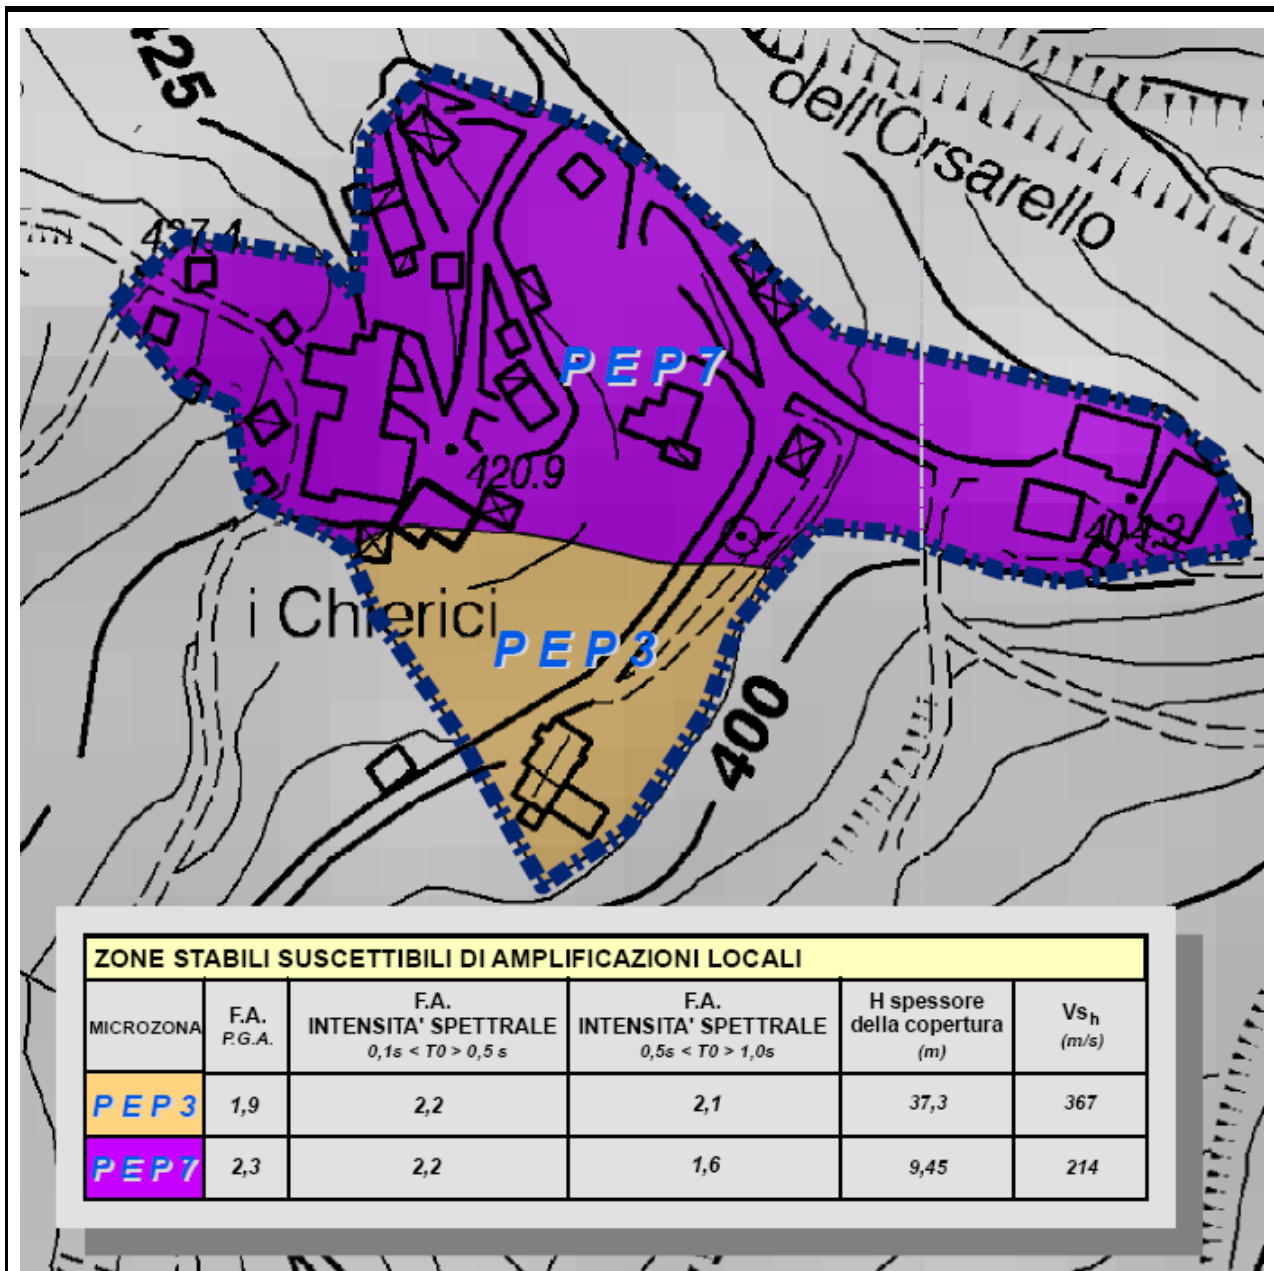 425
dell'Orsarello
427.4
PEP7
420.9
404.3
i Chierici
PEP3
400
ZONE STABILI SUSCETTIBILI DI AMPLIFICAZIONI LOCALI
MICROZONA
F.A.
P.G.A.
F.A.
INTENSITA' SPETTRALE
0,1s < T0 > 0,5 s
F.A.
INTENSITA' SPETTRALE
0,5s < T0 > 1,0s
H spessore
della copertura
(m)
Vsh
(m/s)
PEP3 1,9 2,2 2,1 37,3 367
PEP7 2,3 2,2 1,6 9,45 214